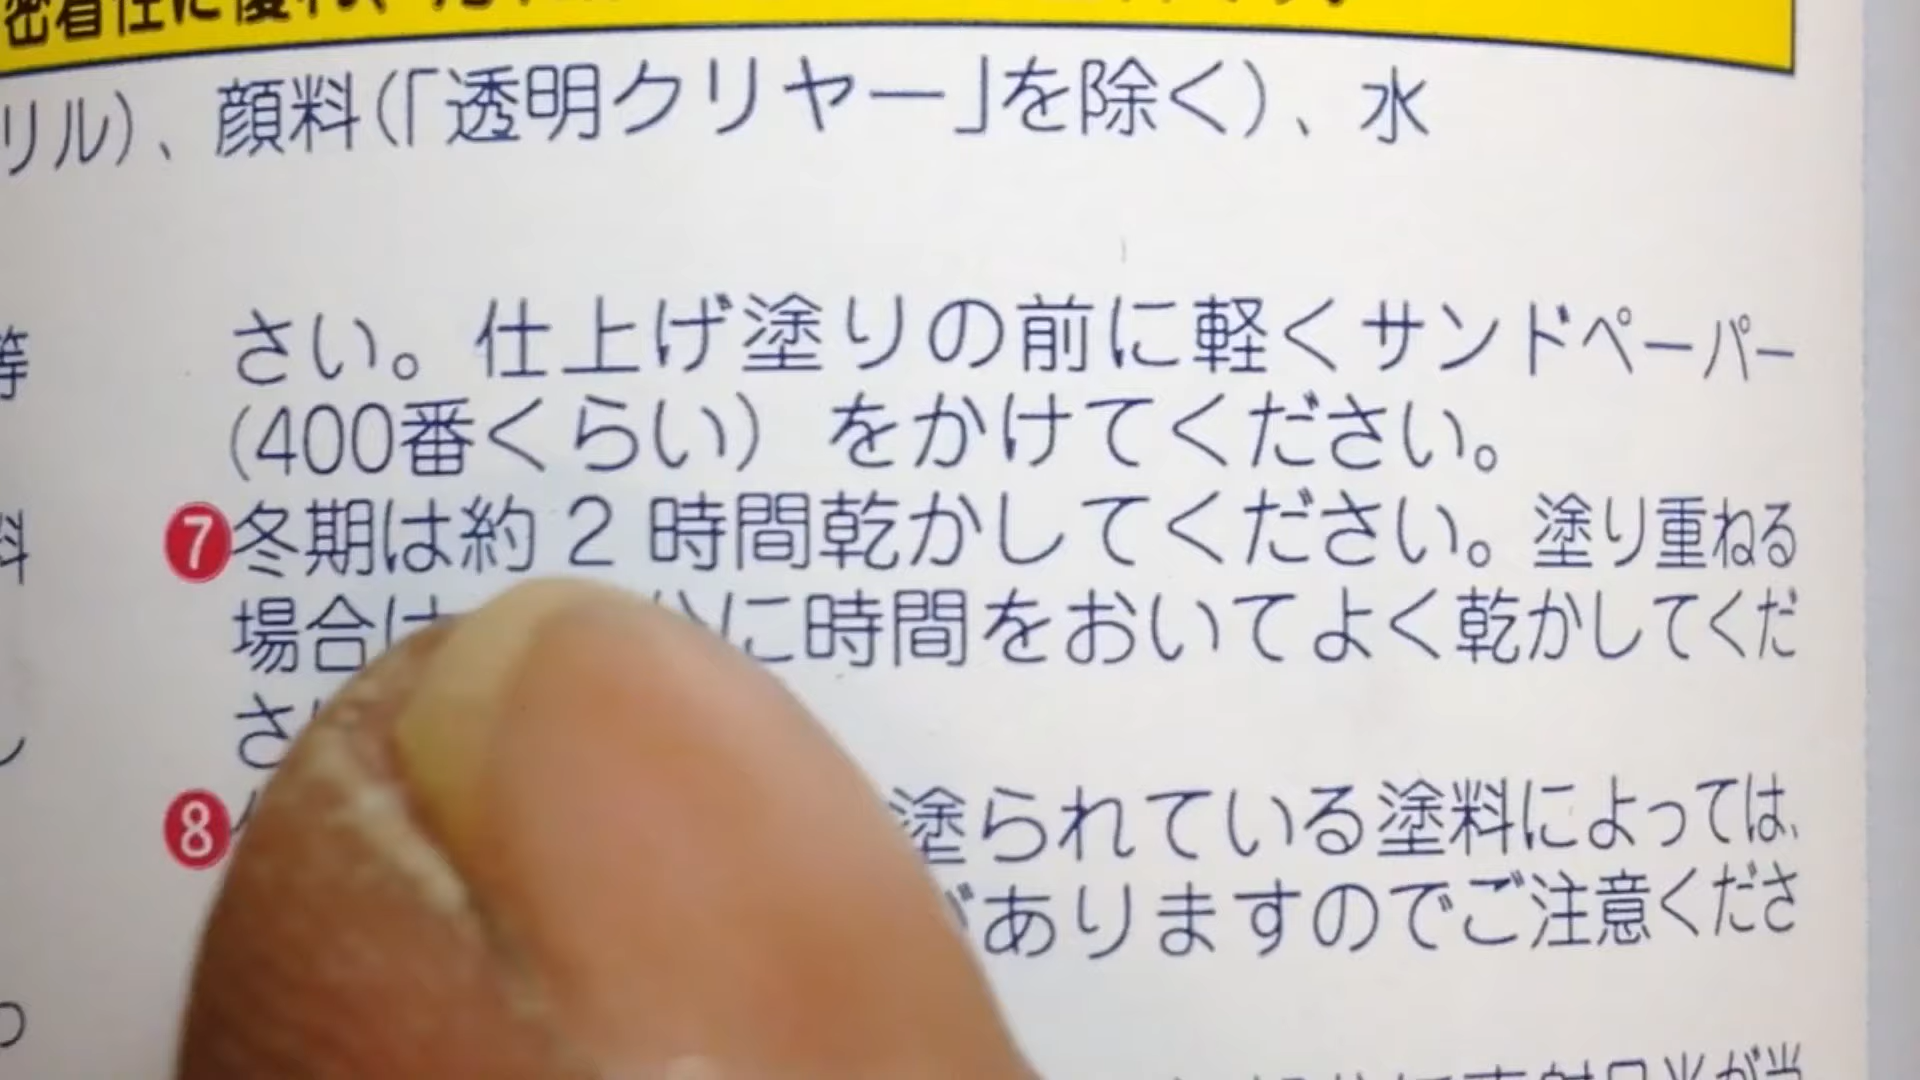 リル)、顔料(「透明クリヤー」を除く)、水
等
さい。仕上げ塗りの前に軽くサンドペーパー
(400番くらい)をかけてください。
料
❼冬期は約2時間乾かしてください。塗り重ねる
場合は に時間をおいてよく乾かしてくだ
さ
❽ 塗られている塗料によっては、
がありますのでご注意くださ